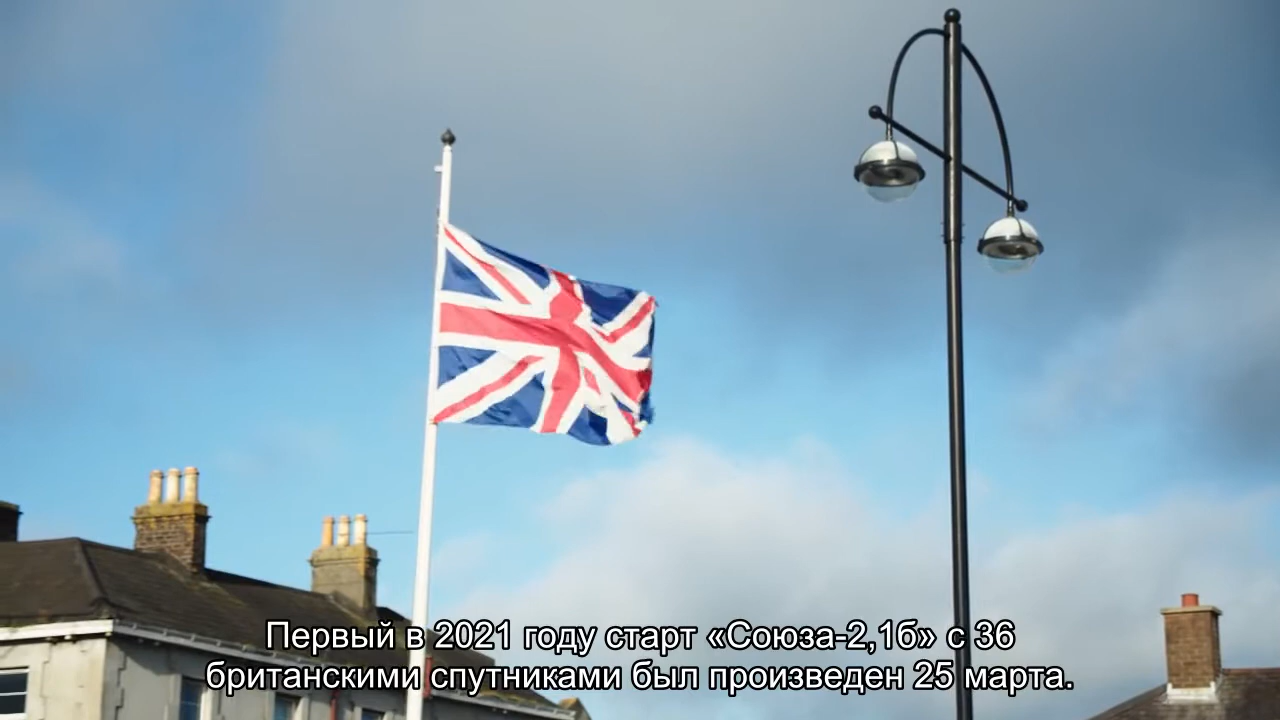 Первый в 2021 году старт «Союза-2,1б» с 36
британскими спутниками был произведен 25 марта.